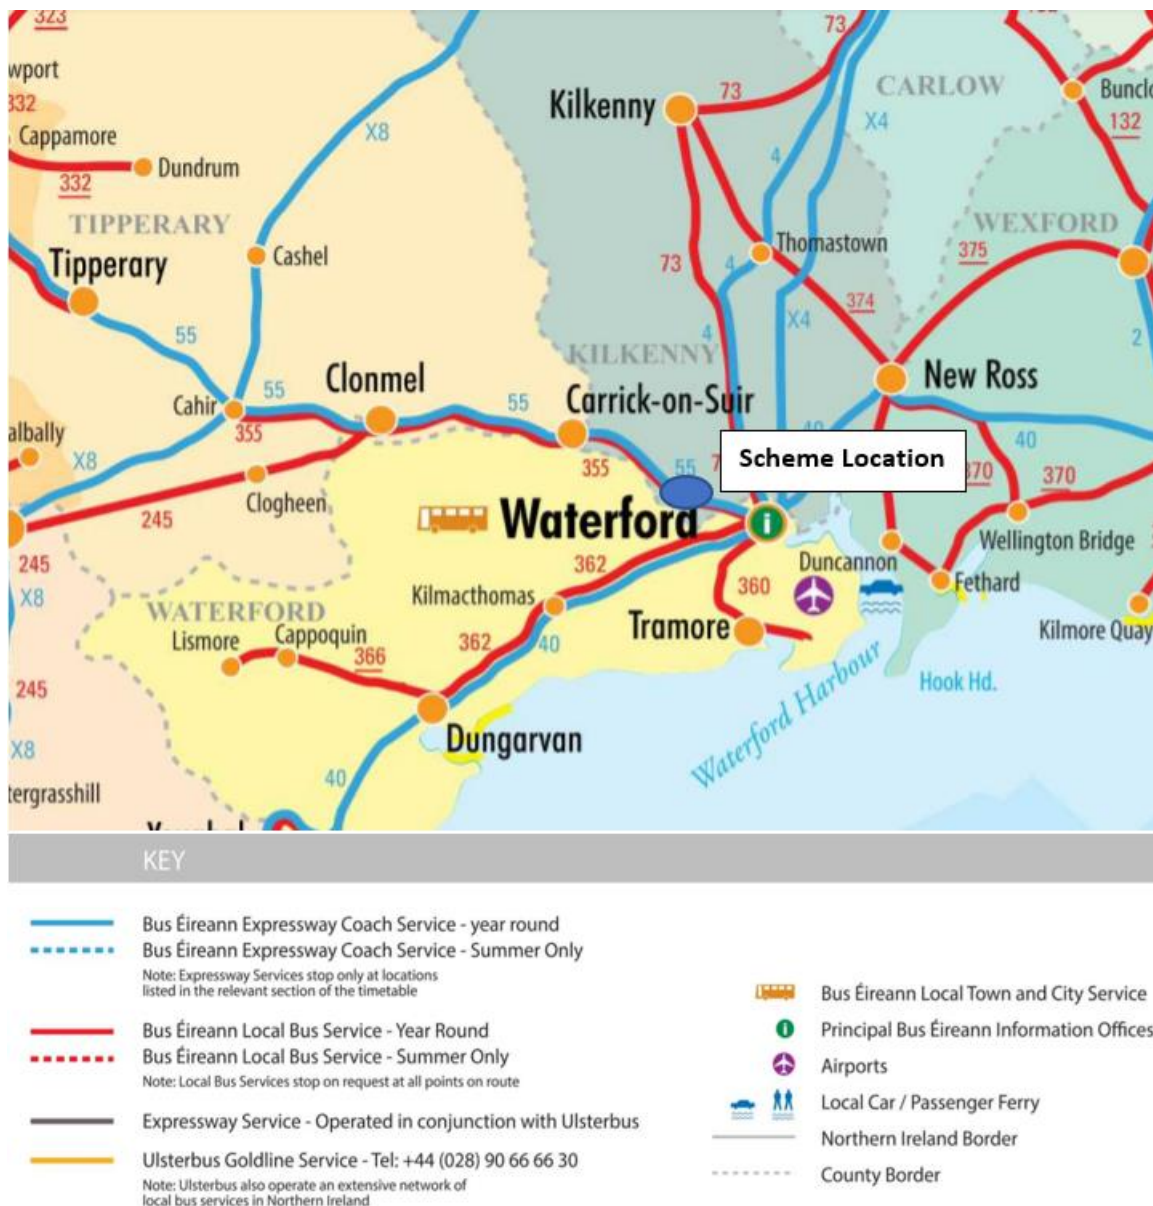 323
73
wport
332
Kilkenny
73
CARLOW
Bunclo
X8
X4
132
Cappamore
Dundrum
332
4
TIPPERARY
Thomastown
WEXFORD
Tipperary
Cashel
73
4
375
374
55
4
X4
2
KILKENNY
Clonmel
New Ross
Cahir
55
55
Carrick-on-Suir
40
40
355
albally
X8
355
55
7
Scheme Location
370
370
Clogheen
245
Waterford
i
Wellington Bridge
245
362
Duncannon
X8
Kilmacthomas
360
Fethard
WATERFORD
Lismore
Cappoquin
362
40
Tramore
Kilmore Quay
366
245
Waterford Harbour
Hook Hd.
X8
Dungarvan
40
tergrasshill
KEY
Bus Éireann Expressway Coach Service - year round
Bus Éireann Expressway Coach Service - Summer Only
Note: Expressway Services stop only at locations
listed in the relevant section of the timetable
Bus Éireann Local Bus Service - Year Round
Bus Éireann Local Bus Service - Summer Only
Note: Local Bus Services stop on request at all points on route
Expressway Service - Operated in conjunction with Ulsterbus
Ulsterbus Goldline Service - Tel: +44 (028) 90 66 66 30
Note: Ulsterbus also operate an extensive network of
local bus services in Northern Ireland
Bus Éireann Local Town and City Service
i Principal Bus Éireann Information Offices
Airports
Local Car / Passenger Ferry
Northern Ireland Border
County Border